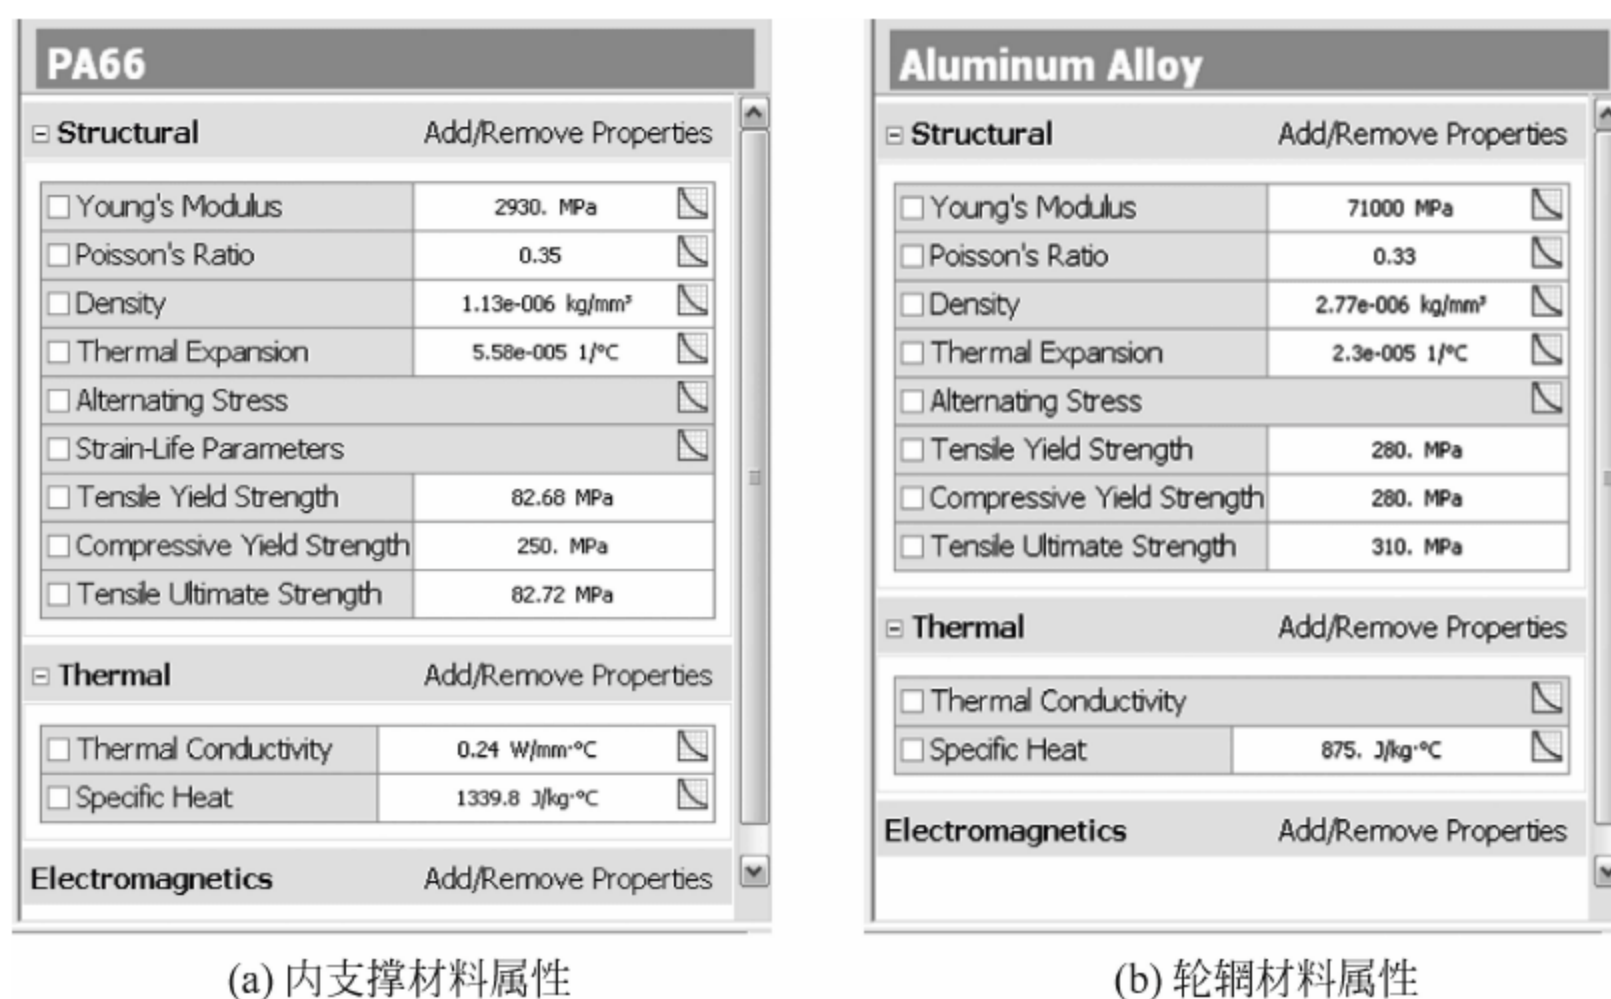 PA66
Structural Add/Remove Properties
Young's Modulus 2930. MPa
Poisson's Ratio 0.35
Density 1.13e-006 kg/mm³
Thermal Expansion 5.58e-005 1/°C
Alternating Stress
Strain-Life Parameters
Tensile Yield Strength 82.68 MPa
Compressive Yield Strength 250. MPa
Tensile Ultimate Strength 82.72 MPa
Thermal Add/Remove Properties
Thermal Conductivity 0.24 W/mm·°C
Specific Heat 1339.8 J/kg·°C
Electromagnetics Add/Remove Properties
(a) 内支撑材料属性
Aluminum Alloy
Structural Add/Remove Properties
Young's Modulus 71000 MPa
Poisson's Ratio 0.33
Density 2.77e-006 kg/mm³
Thermal Expansion 2.3e-005 1/°C
Alternating Stress
Tensile Yield Strength 280. MPa
Compressive Yield Strength 280. MPa
Tensile Ultimate Strength 310. MPa
Thermal Add/Remove Properties
Thermal Conductivity
Specific Heat 875. J/kg·°C
Electromagnetics Add/Remove Properties
(b) 轮辋材料属性